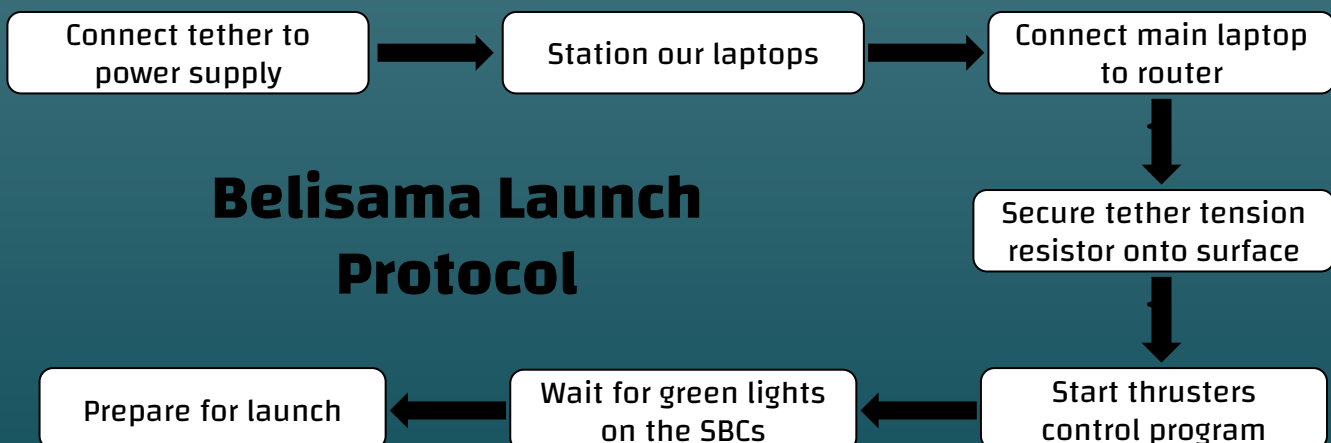 Connect tether to
power supply
Station our laptops
Connect main laptop
to router
Belisama Launch
Protocol
Secure tether tension
resistor onto surface
Start thrusters
control program
Wait for green lights
on the SBCs
Prepare for launch